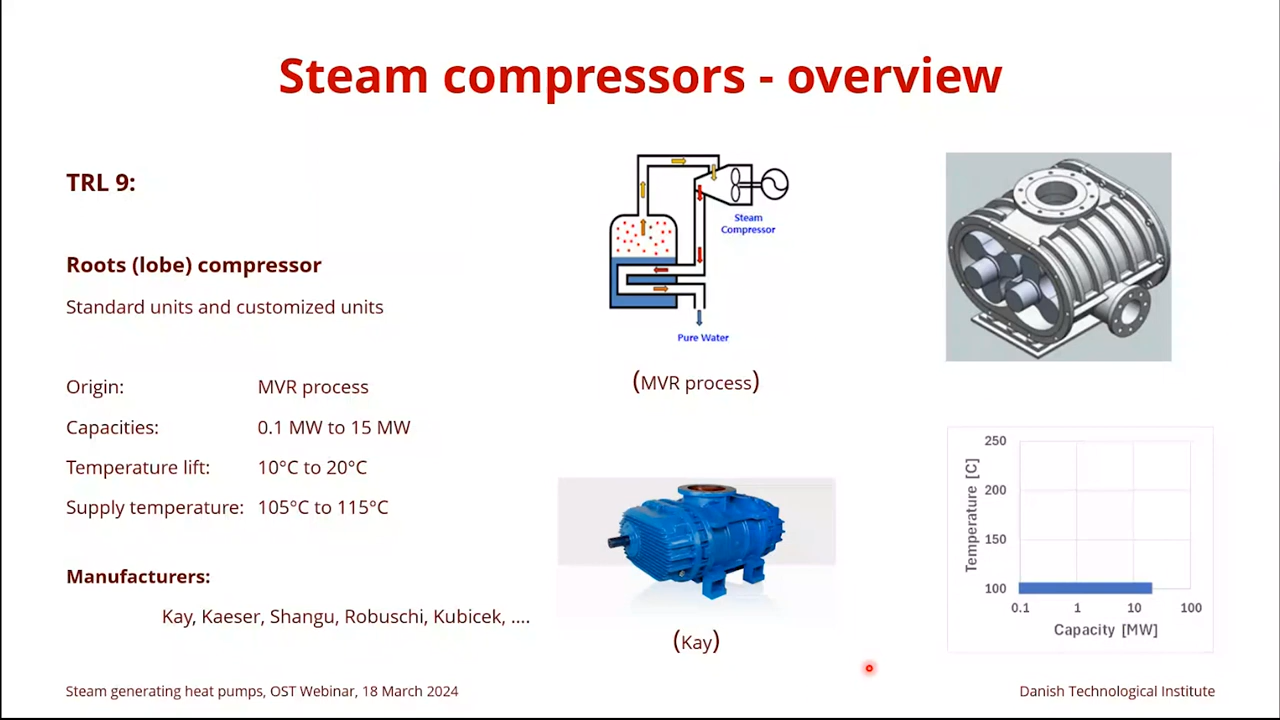 Steam compressors - overview
TRL 9:
Roots (lobe) compressor
Standard units and customized units
Origin: MVR process
Capacities: 0.1 MW to 15 MW
Temperature lift: 10°C to 20°C
Supply temperature: 105°C to 115°C
Manufacturers:
Kay, Kaeser, Shangu, Robuschi, Kubicek, ....
Steam
Compressor
Pure Water
(MVR process)
(Kay)
Temperature [C]
250
200
150
100
0.1 1 10 100
Capacity [MW]
Steam generating heat pumps, OST Webinar, 18 March 2024
Danish Technological Institute